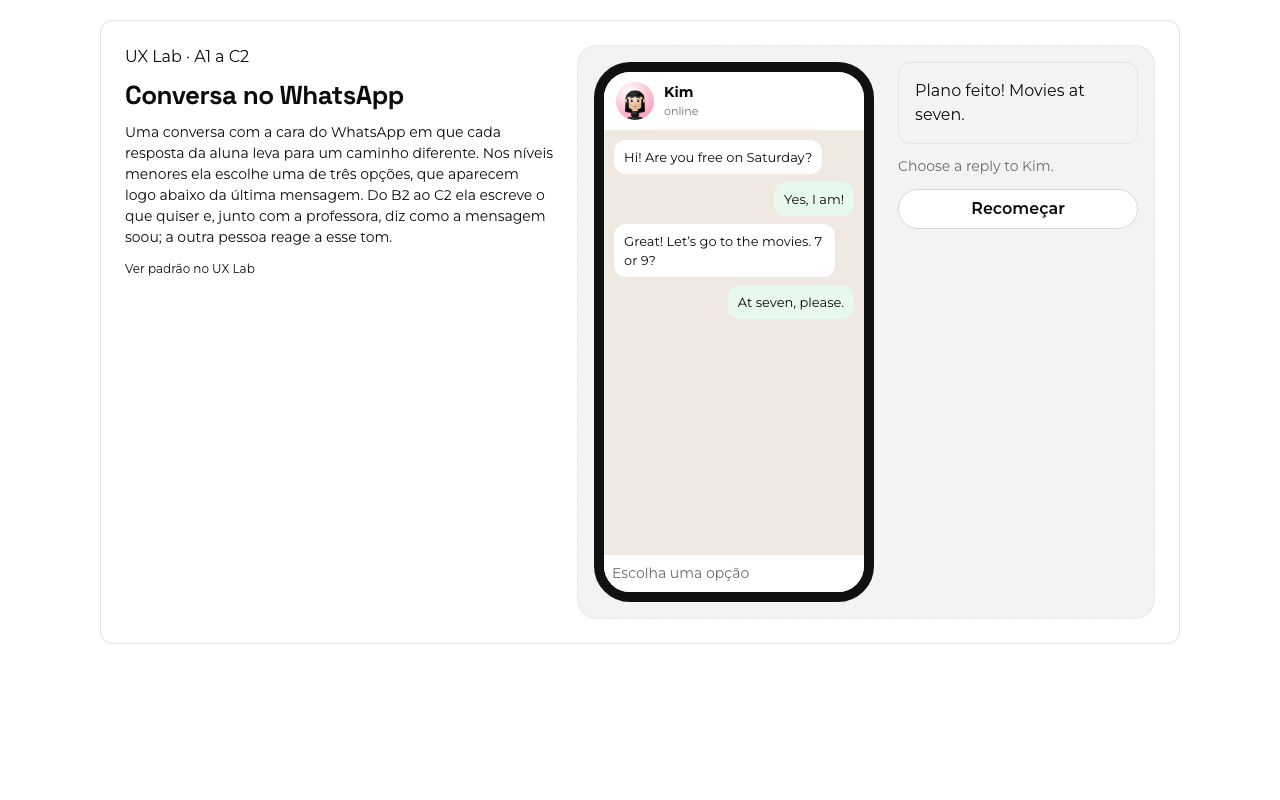 UX Lab · A1 a C2
Conversa no WhatsApp
Uma conversa com a cara do WhatsApp em que cada
resposta da aluna leva para um caminho diferente. Nos níveis
menores ela escolhe uma de três opções, que aparecem
logo abaixo da última mensagem. Do B2 ao C2 ela escreve o
que quiser e, junto com a professora, diz como a mensagem
soou; a outra pessoa reage a esse tom.
Ver padrão no UX Lab
Kim
online
Hi! Are you free on Saturday?
Yes, I am!
Great! Let’s go to the movies. 7
or 9?
At seven, please.
Escolha uma opção
Plano feito! Movies at
seven.
Choose a reply to Kim.
Recomeçar